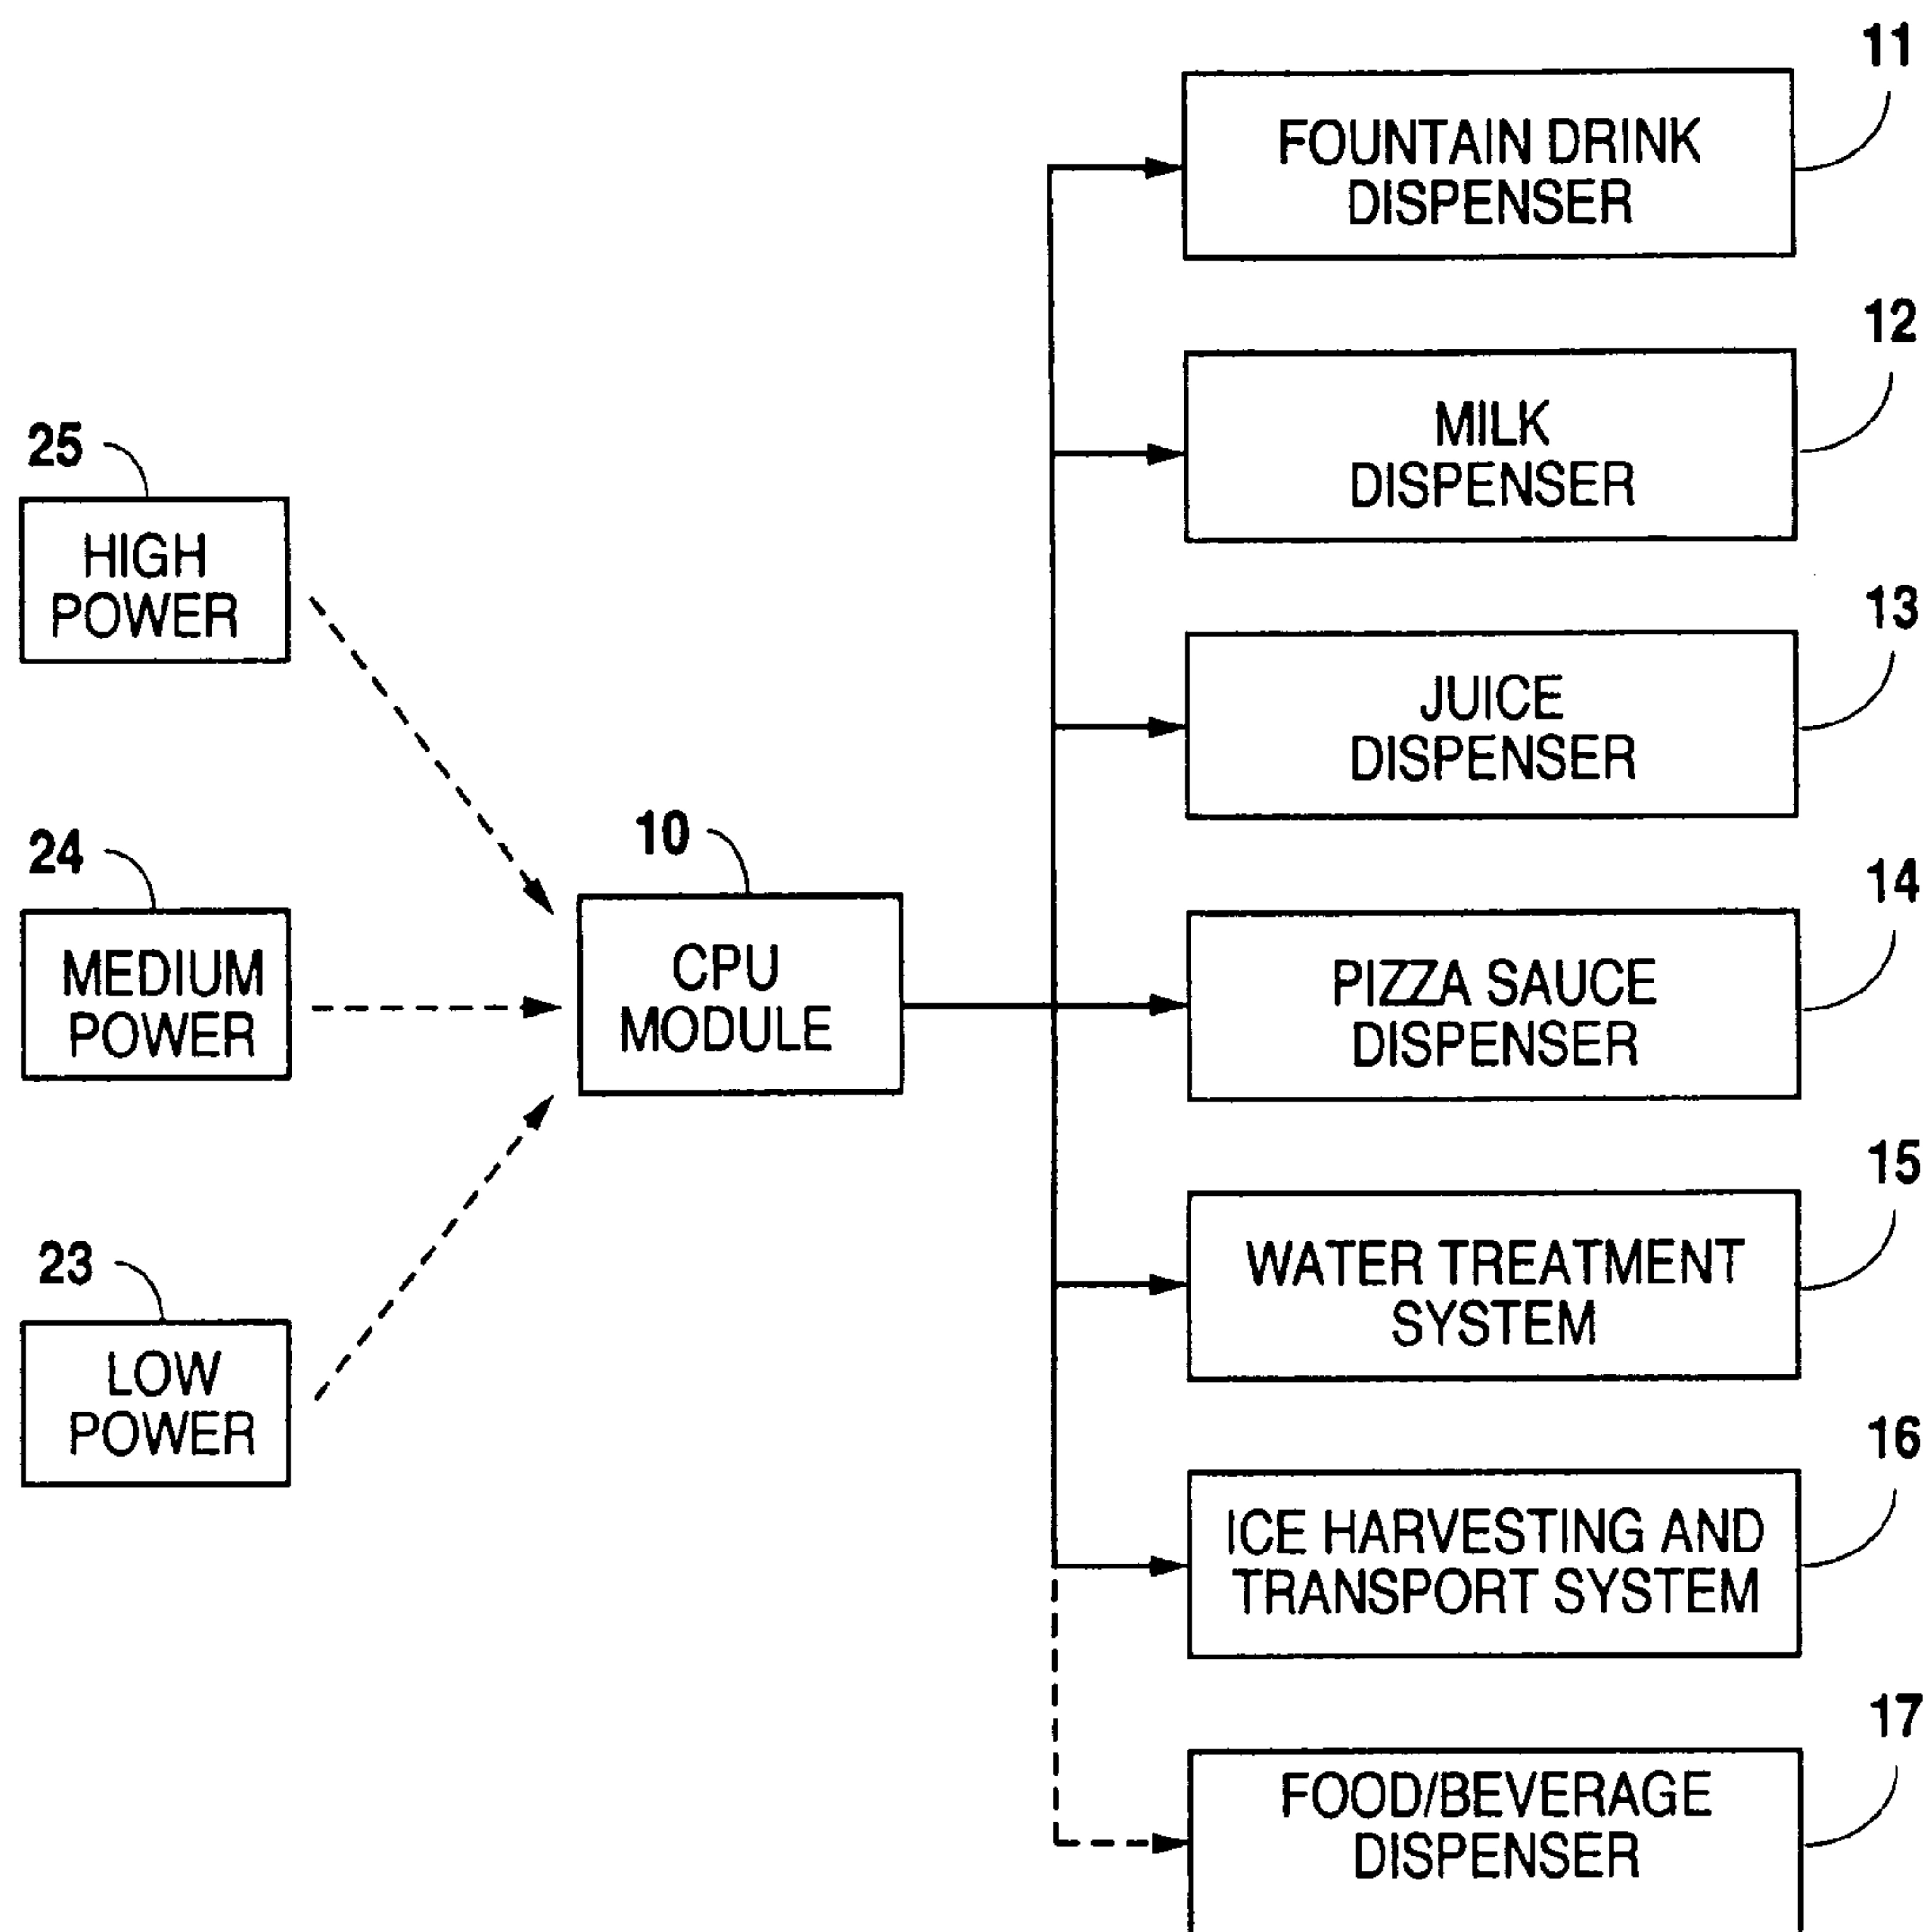 11
FOUNTAIN DRINK
DISPENSER
12
MILK
DISPENSER
25
HIGH
POWER
13
JUICE
DISPENSER
10
24
CPU
MODULE
MEDIUM
POWER
14
PIZZA SAUCE
DISPENSER
15
WATER TREATMENT
SYSTEM
23
LOW
POWER
16
ICE HARVESTING AND
TRANSPORT SYSTEM
17
FOOD/BEVERAGE
DISPENSER